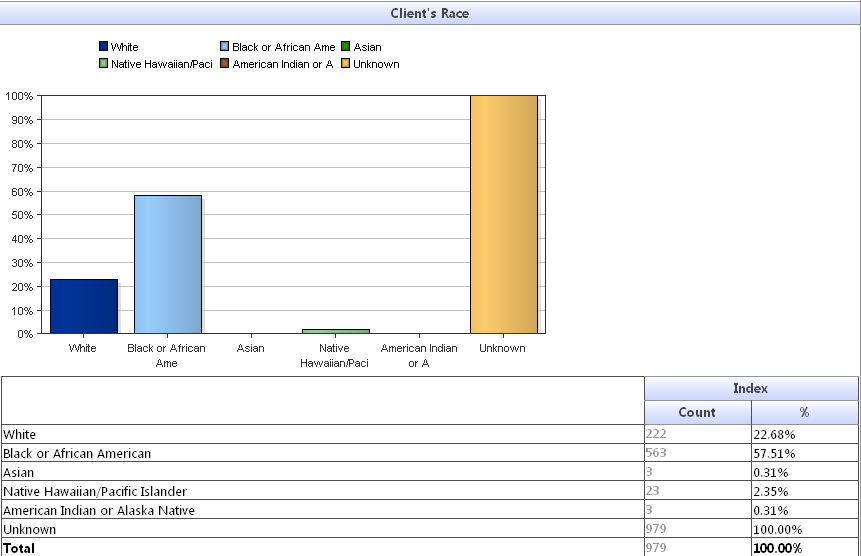 Client's Race
White Black or African Ame Asian
Native Hawaiian/Paci American Indian or A Unknown
100%
90%
80%
70%
60%
50%
40%
30%
20%
10%
0%
White Black or African Asian Native American Indian Unknown
Ame Hawaiian/Paci or A
Index
Count %
White 222 22.68%
Black or African American 563 57.51%
Asian 3 0.31%
Native Hawaiian/Pacific Islander 23 2.35%
American Indian or Alaska Native 3 0.31%
Unknown 979 100.00%
Total 979 100.00%